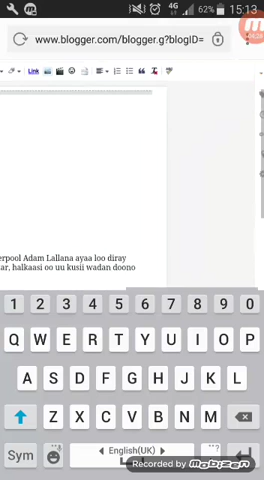 4G 62% 15:13
www.blogger.com/blogger.g?blogID=
Link
erpool Adam Lallana ayaa loo diray
ar, halkaasi oo uu kusii wadan doono
1 2 3 4 5 6 7 8 9 0
Q W E R T Y U I O P
A S D F G H J K L
Z X C V B N M
Sym English(UK) ..?
Recorded by MOBIZEN